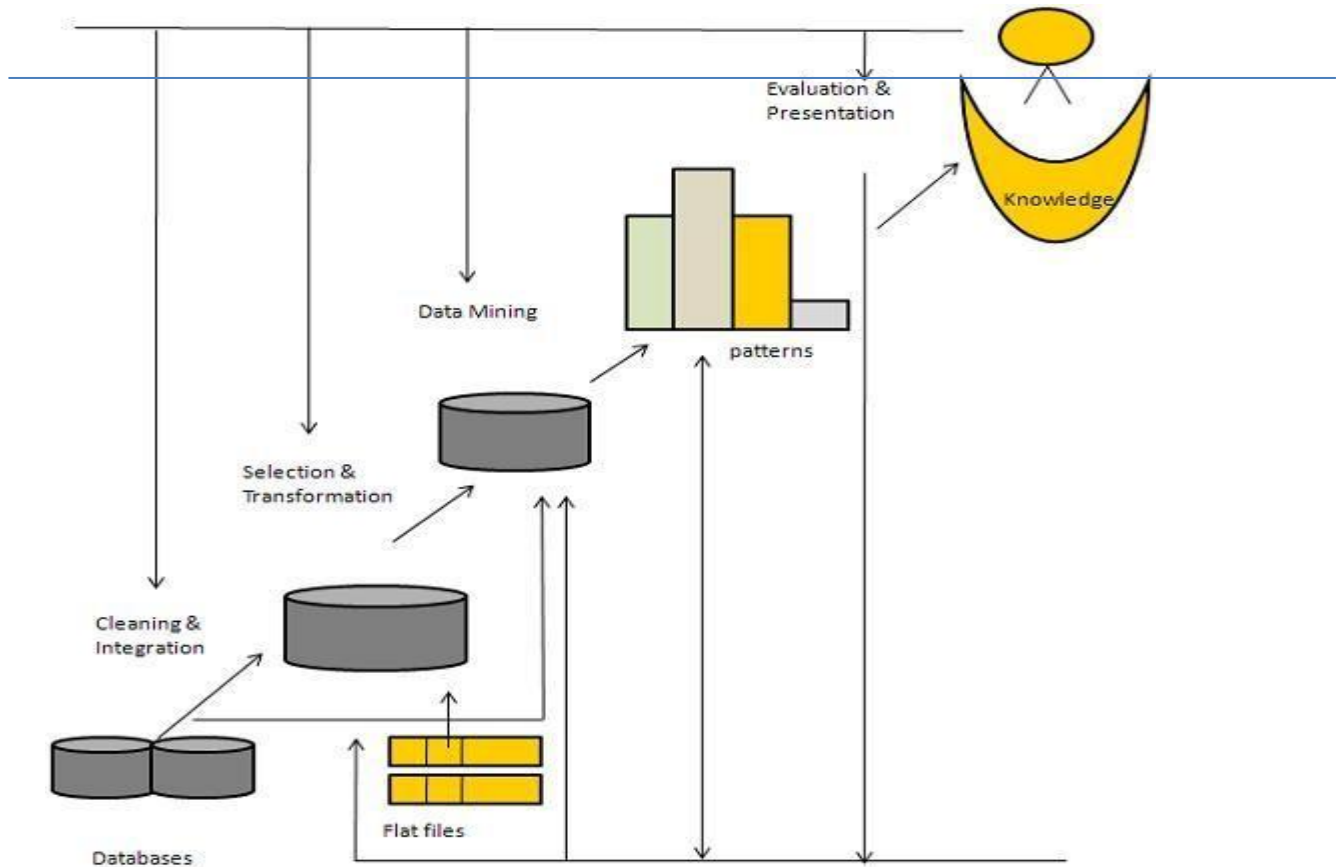 Evaluation &
Presentation
Knowledge
Data Mining
patterns
Selection &
Transformation
Cleaning &
Integration
Flat files
Databases